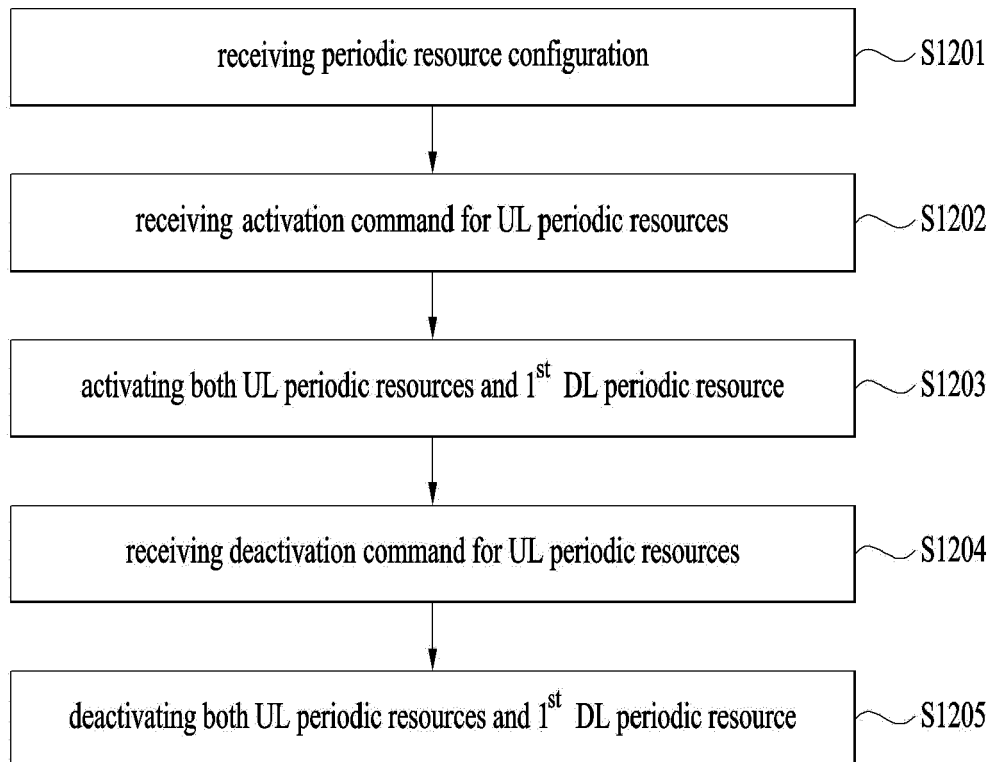 receiving periodic resource configuration S1201
receiving activation command for UL periodic resources S1202
activating both UL periodic resources and 1st DL periodic resource S1203
receiving deactivation command for UL periodic resources S1204
deactivating both UL periodic resources and 1st DL periodic resource S1205